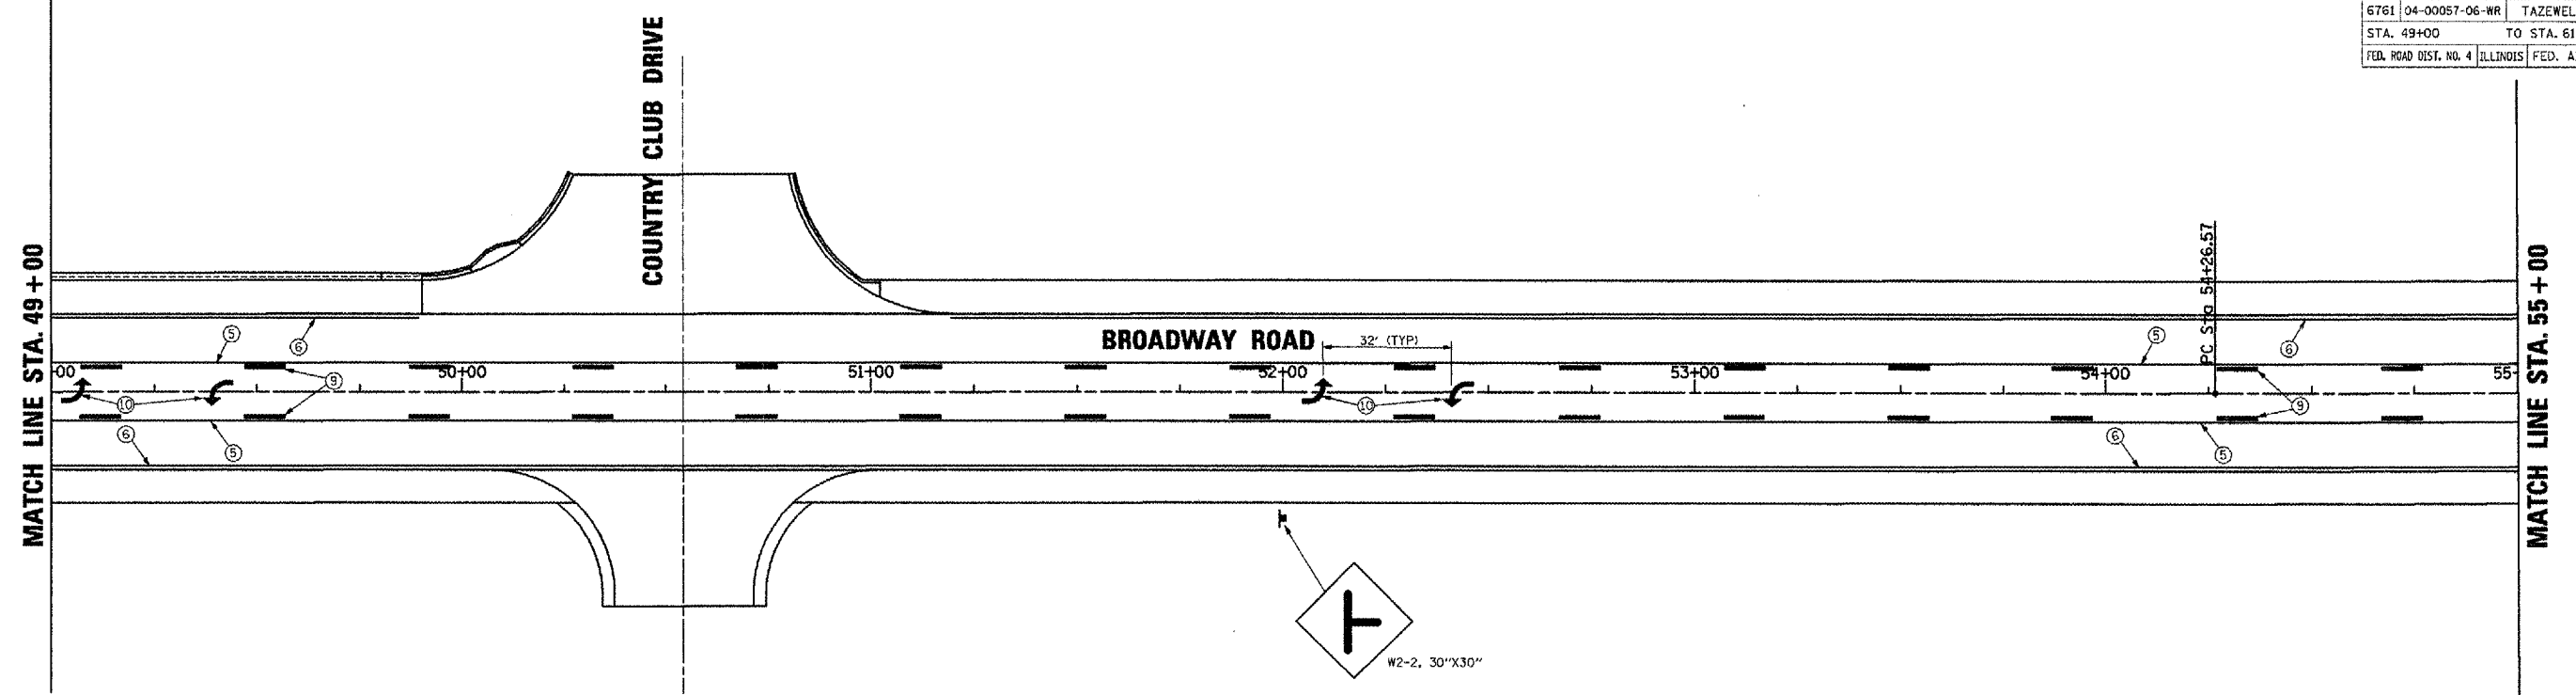 6761 04-00057-06-WR TAZEWEL
STA. 49+00 TO STA. 61
FED. ROAD DIST. NO. 4 ILLINOIS FED. A
COUNTRY CLUB DRIVE
MATCH LINE STA. 49+00
MATCH LINE STA. 55+00
PC Sta 54+26.57
BROADWAY ROAD
32' (TYP)
5
6
5
6
00 50+00 51+00 52+00 53+00 54+00 55
9
10
10
9
6
5
6
5
W2-2, 30"X30"